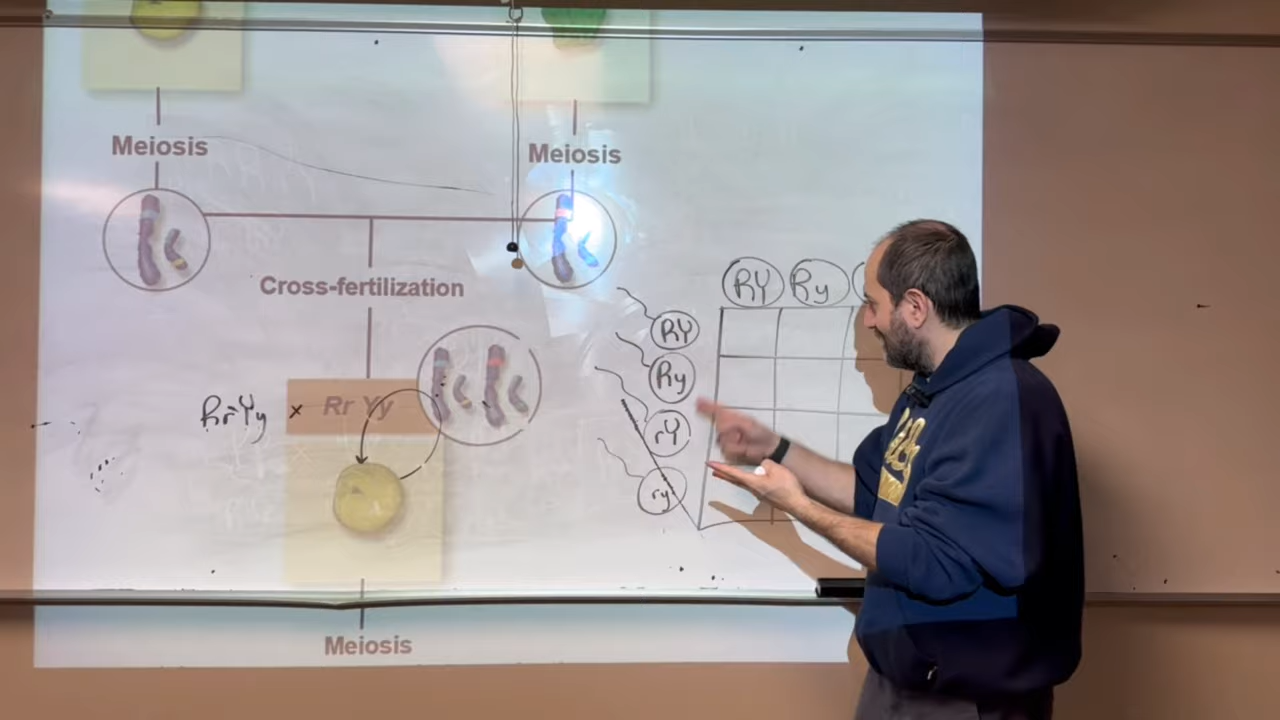 Meiosis
Meiosis
Cross-fertilization
RY Ry
RY
Ry
rY
ry
RrYy × Rr Yy
Meiosis